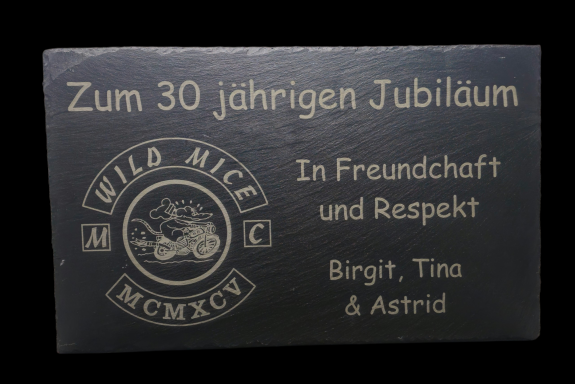 Zum 30 jährigen Jubiläum
WILD MICE
M C
MCMXCV
In Freundchaft
und Respekt
Birgit, Tina
& Astrid